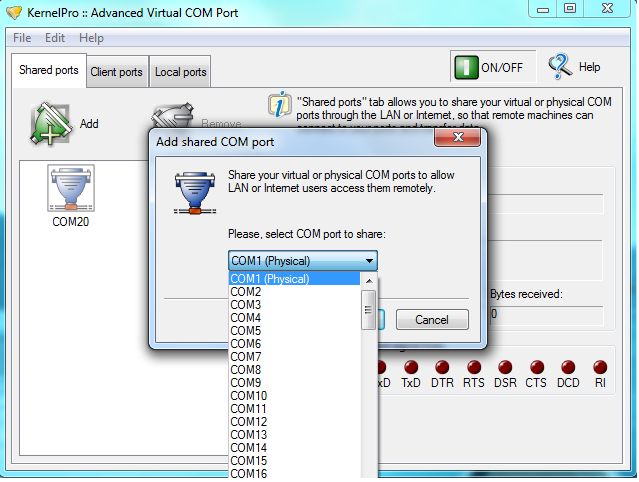 KernelPro :: Advanced Virtual COM Port
File Edit Help
Shared ports Client ports Local ports
ON/OFF
Help
Add
Remove
"Shared ports" tab allows you to share your virtual or physical COM
ports through the LAN or Internet, so that remote machines can
COM20
Add shared COM port
Share your virtual or physical COM ports to allow
LAN or Internet users access them remotely.
Please, select COM port to share:
COM1 (Physical)
COM1 (Physical)
COM2
COM3
COM4
COM5
COM6
COM7
COM8
COM9
COM10
COM11
COM12
COM13
COM14
COM15
COM16
Cancel
Bytes received:
0
xD TxD DTR RTS DSR CTS DCD RI